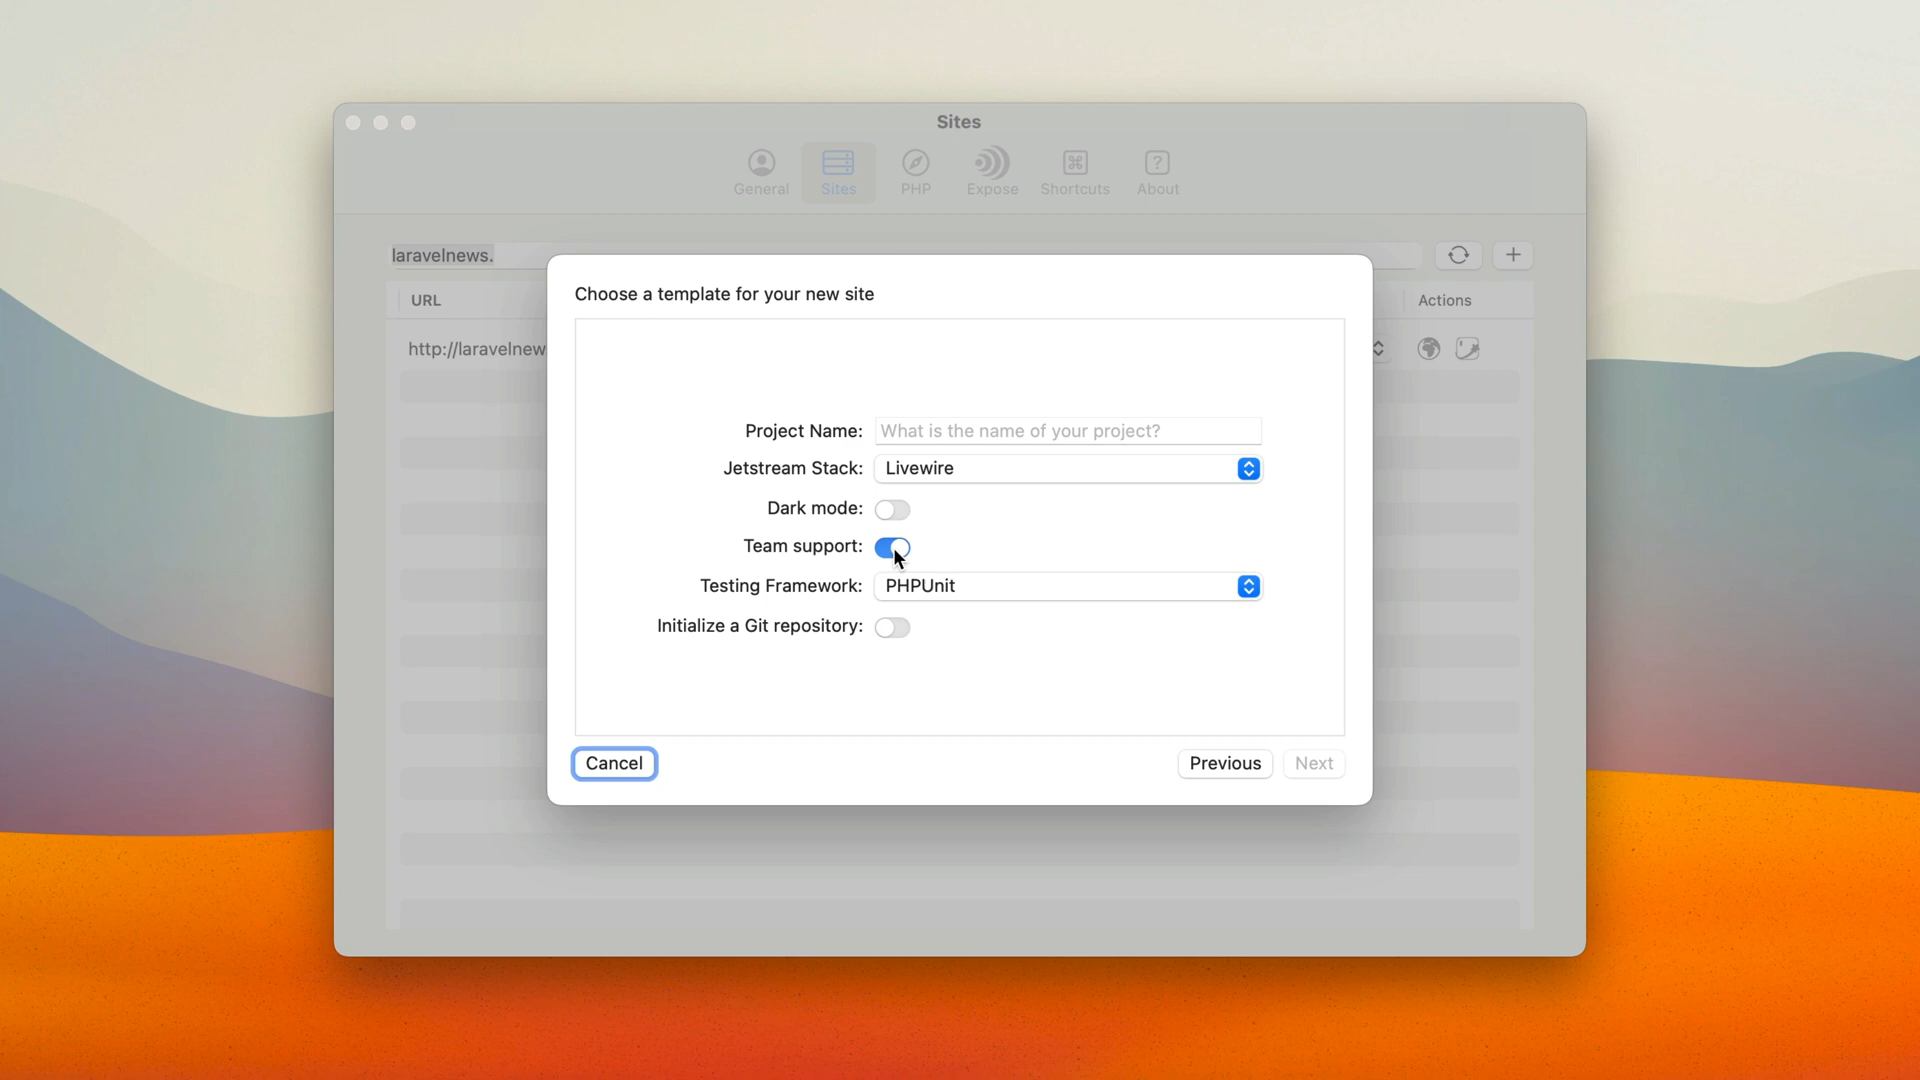 Sites
General
Sites
PHP
Expose
Shortcuts
About
laravelnews.
URL
Actions
http://laravelnew
Choose a template for your new site
Project Name: What is the name of your project?
Jetstream Stack: Livewire
Dark mode:
Team support:
Testing Framework: PHPUnit
Initialize a Git repository:
Cancel
Previous
Next